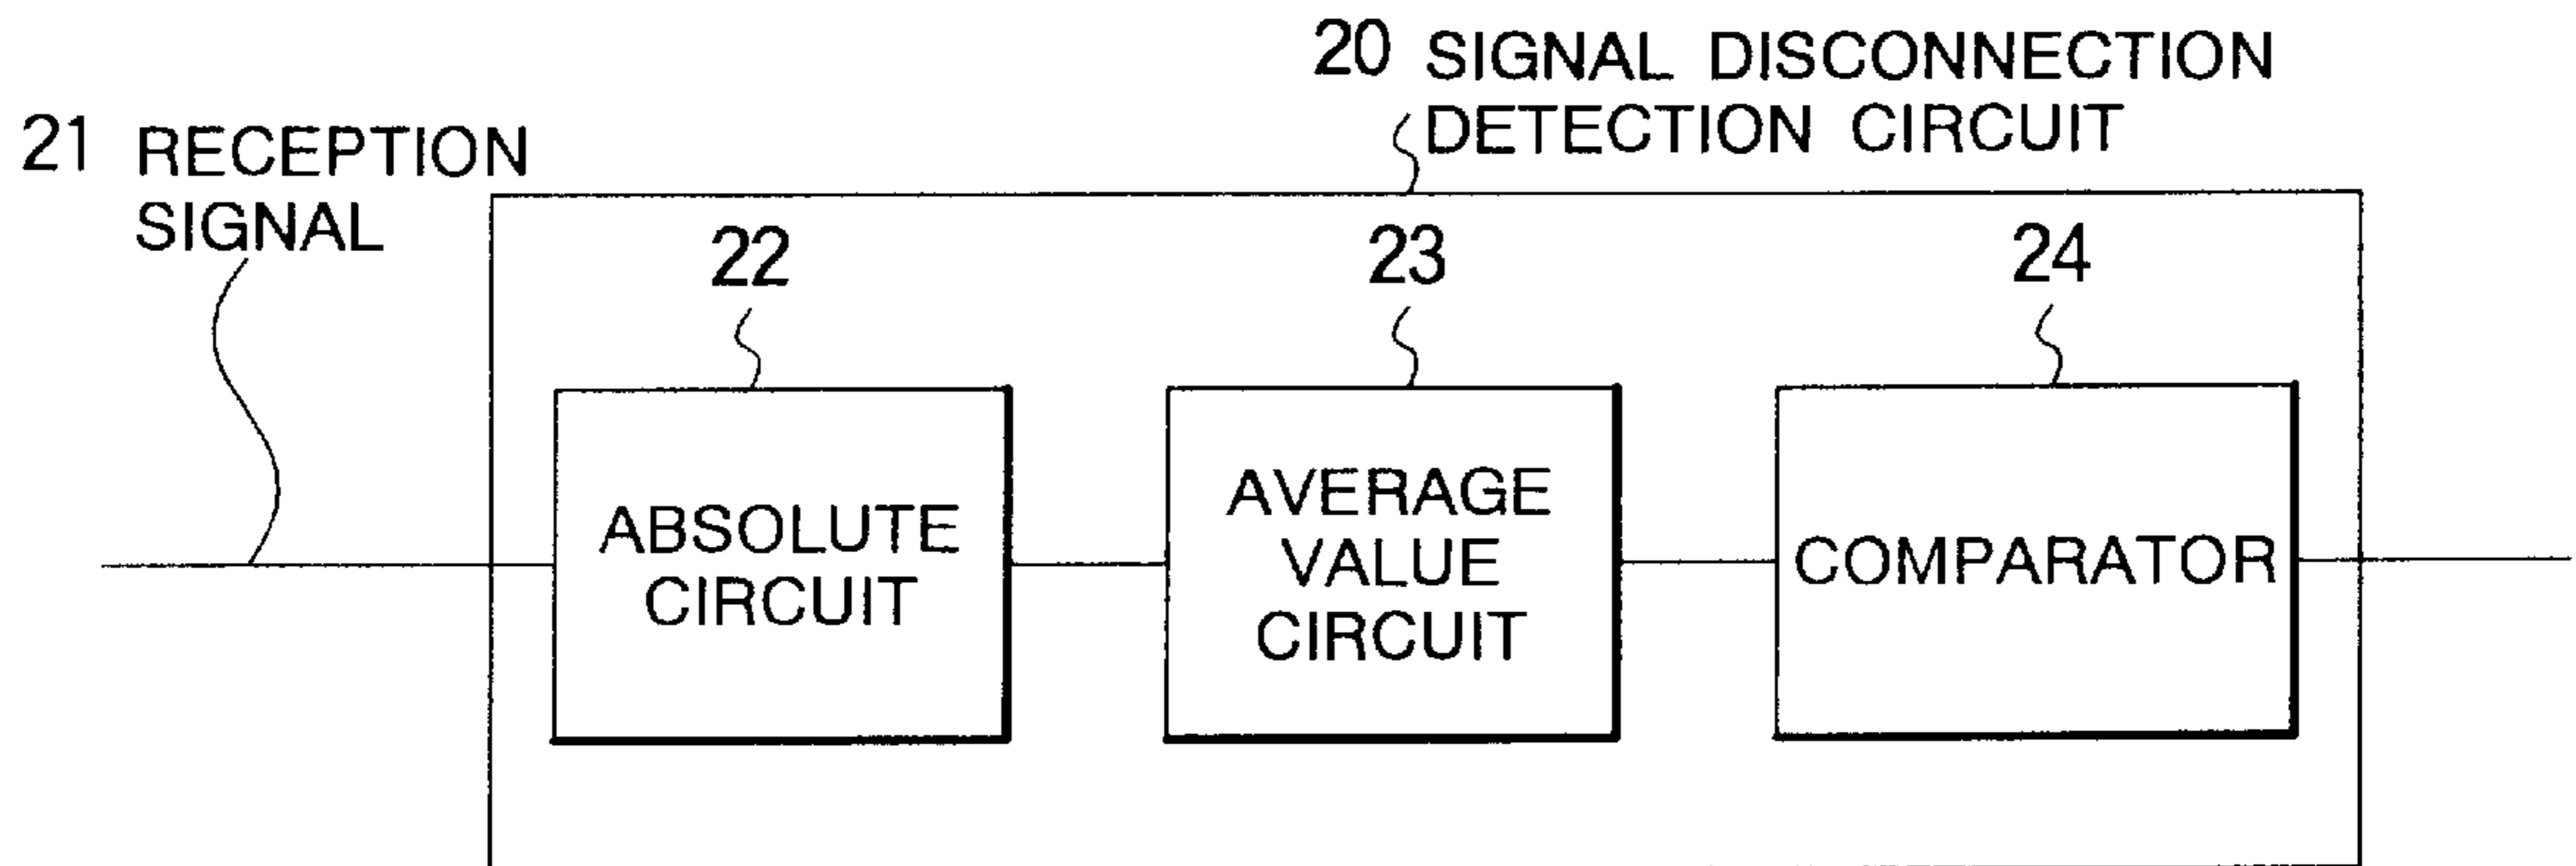 20 SIGNAL DISCONNECTION
DETECTION CIRCUIT
21 RECEPTION
SIGNAL
22
23
24
ABSOLUTE
CIRCUIT
AVERAGE
VALUE
CIRCUIT
COMPARATOR